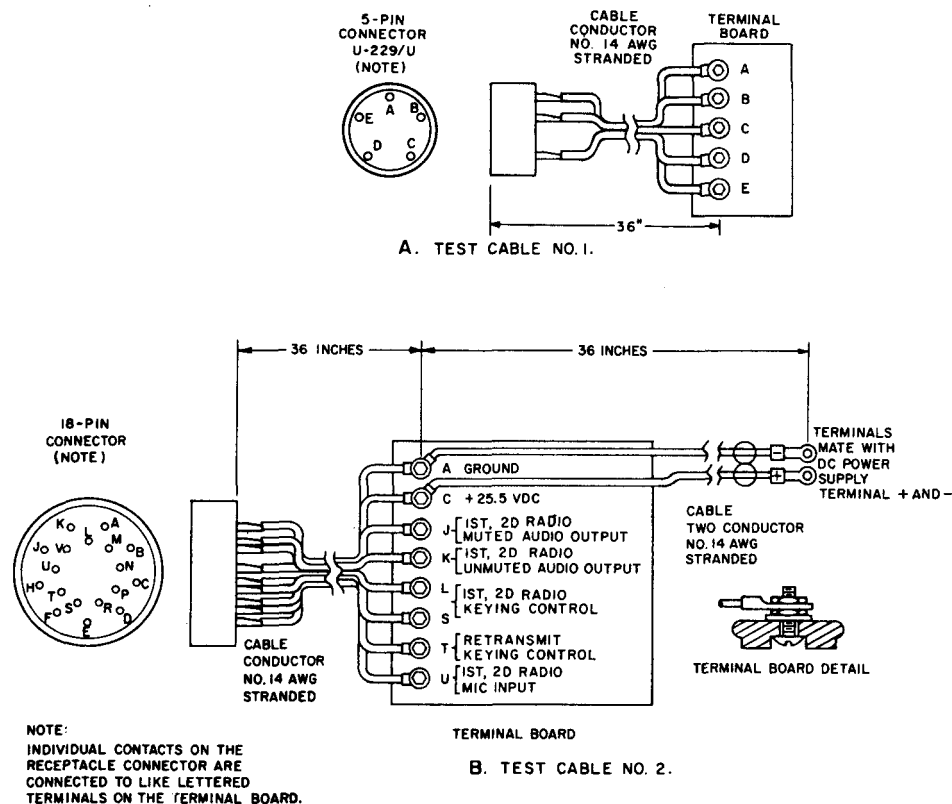 5-PIN
CONNECTOR
U-229/U
(NOTE)
A
B
E
D
C
CABLE
CONDUCTOR
NO. 14 AWG
STRANDED
TERMINAL
BOARD
A
B
C
D
E
36"
A. TEST CABLE NO. 1.
36 INCHES
36 INCHES
18-PIN
CONNECTOR
(NOTE)
K
L
A
J
V
M
B
U
N
H
T
P
C
F
S
R
D
E
CABLE
CONDUCTOR
NO. 14 AWG
STRANDED
A GROUND
C +25.5 VDC
J 1ST, 2D RADIO
MUTED AUDIO OUTPUT
K 1ST, 2D RADIO
UNMUTED AUDIO OUTPUT
L 1ST, 2D RADIO
KEYING CONTROL
S
T RETRANSMIT
KEYING CONTROL
U 1ST, 2D RADIO
MIC INPUT
TERMINAL BOARD
-
+
TERMINALS
MATE WITH
DC POWER
SUPPLY
TERMINAL + AND -
CABLE
TWO CONDUCTOR
NO. 14 AWG
STRANDED
TERMINAL BOARD DETAIL
NOTE:
INDIVIDUAL CONTACTS ON THE
RECEPTACLE CONNECTOR ARE
CONNECTED TO LIKE LETTERED
TERMINALS ON THE TERMINAL BOARD.
B. TEST CABLE NO. 2.